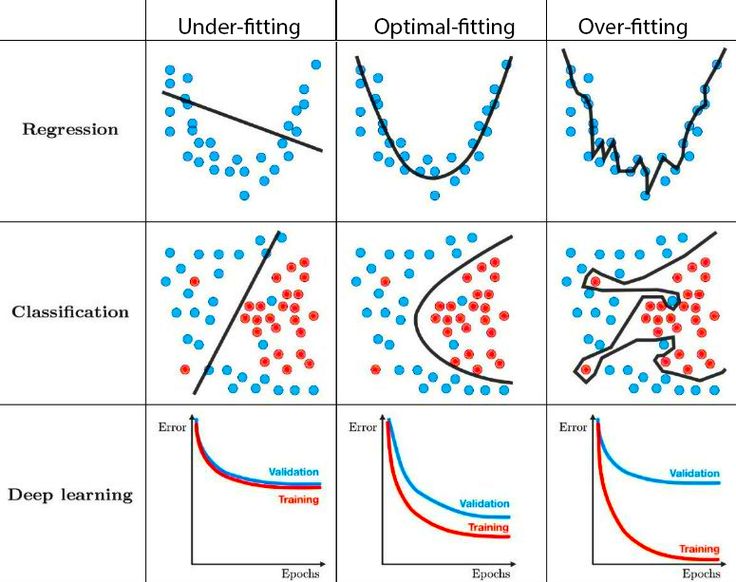 Under-fitting
Optimal-fitting
Over-fitting
Regression
Classification
Deep learning
Error
Validation
Training
Epochs
Error
Validation
Training
Epochs
Error
Validation
Training
Epochs